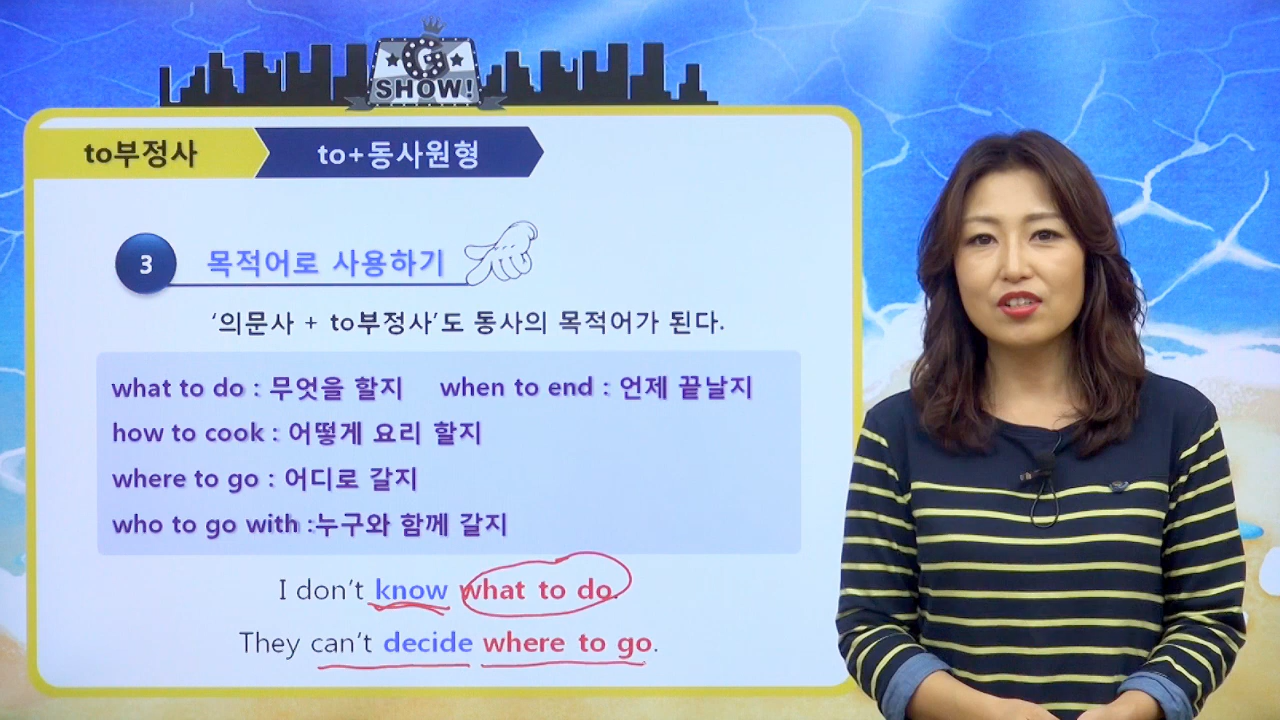 G
SHOW!
to부정사 to+동사원형
3 목적어로 사용하기
‘의문사 + to부정사’도 동사의 목적어가 된다.
what to do : 무엇을 할지 when to end : 언제 끝날지
how to cook : 어떻게 요리 할지
where to go : 어디로 갈지
who to go with :누구와 함께 갈지
I don’t know what to do.
They can’t decide where to go.